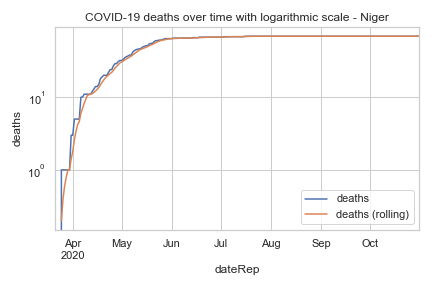 COVID-19 deaths over time with logarithmic scale - Niger
deaths
10¹
10⁰
deaths
deaths (rolling)
Apr May Jun Jul Aug Sep Oct
2020
dateRep